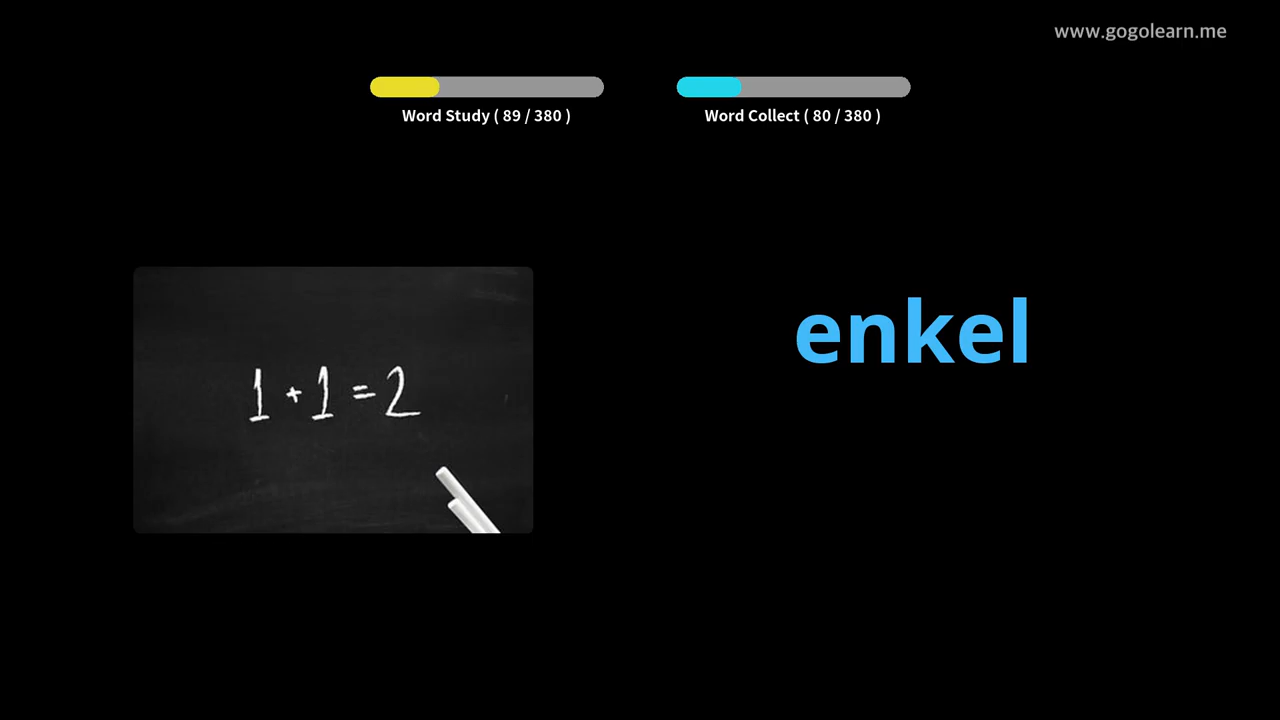 www.gogolearn.me
Word Study ( 89 / 380 )
Word Collect ( 80 / 380 )
enkel
1 + 1 = 2